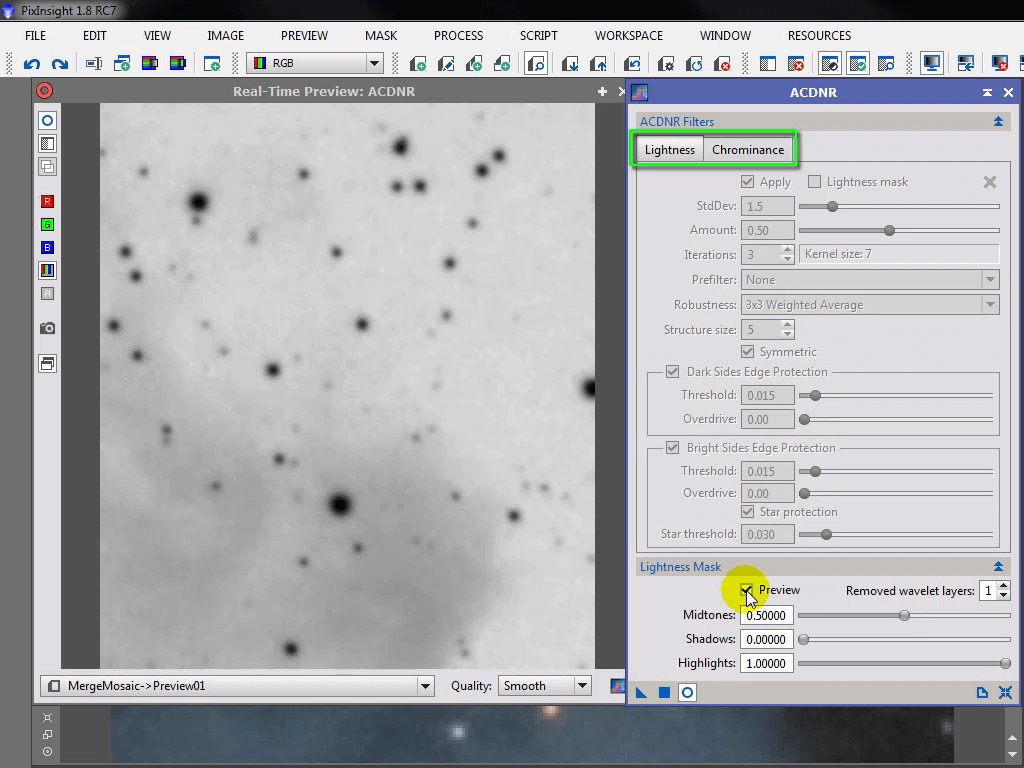 PixInsight 1.8 RC7
FILE EDIT VIEW IMAGE PREVIEW MASK PROCESS SCRIPT WORKSPACE WINDOW RESOURCES
RGB
Real-Time Preview: ACDNR
ACDNR
ACDNR Filters
Lightness Chrominance
Apply Lightness mask
StdDev: 1.5
Amount: 0.50
Iterations: 3 Kernel size: 7
Prefilter: None
Robustness: 3x3 Weighted Average
Structure size: 5
Symmetric
Dark Sides Edge Protection
Threshold: 0.015
Overdrive: 0.00
Bright Sides Edge Protection
Threshold: 0.015
Overdrive: 0.00
Star protection
Star threshold: 0.030
Lightness Mask
Preview Removed wavelet layers: 1
Midtones: 0.50000
Shadows: 0.00000
Highlights: 1.00000
R
G
B
A
MergeMosaic->Preview01 Quality: Smooth